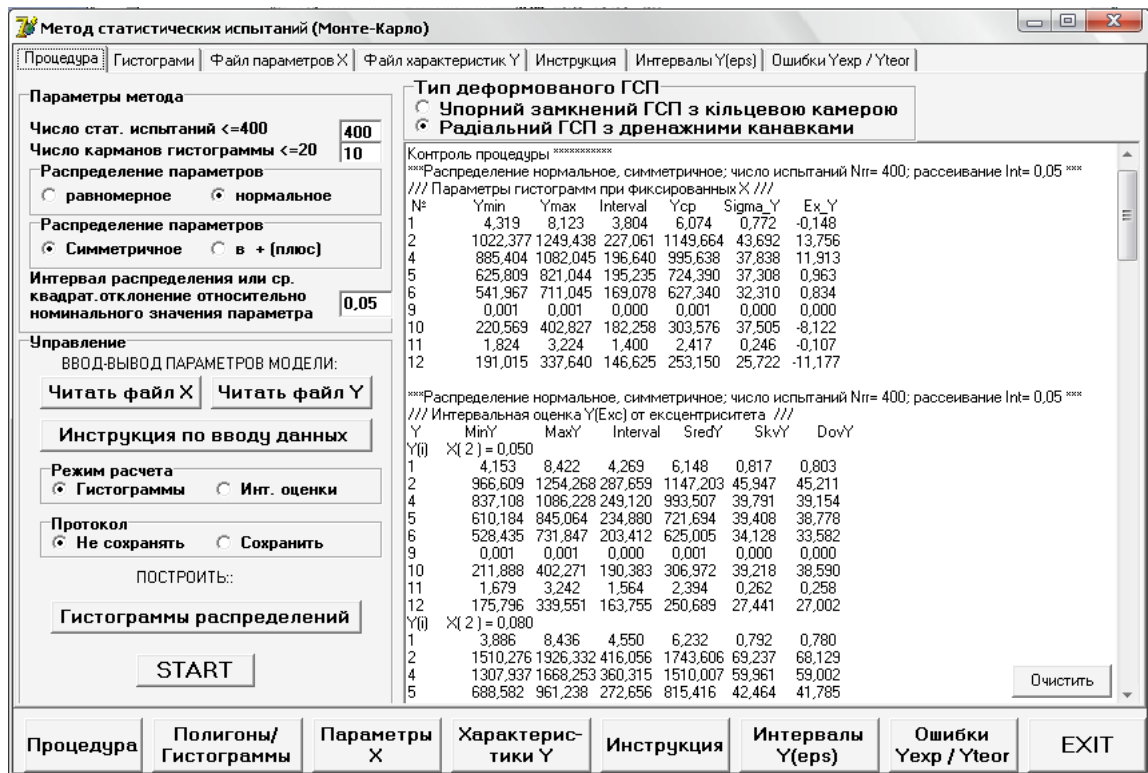 Метод статистических испытаний (Монте-Карло)
Процедура Гистограми Файл параметров X Файл характеристик Y Инструкция Интервалы Y(eps) Ошибки Yexp / Yteor
Параметры метода
Число стат. испытаний <=400 400
Число карманов гистограммы <=20 10
Распределение параметров
равномерное нормальное
Распределение параметров
Симметричное в + (плюс)
Интервал распределения или ср.
квадрат.отклонение относительно
номинального значения параметра 0,05
Управление
ВВОД-ВЫВОД ПАРАМЕТРОВ МОДЕЛИ:
Читать файл X Читать файл Y
Инструкция по вводу данных
Режим расчета
Гистограммы Инт. оценки
Протокол
Не сохранять Сохранить
ПОСТРОИТЬ::
Гистограммы распределений
START
Тип деформованого ГСП
Упорний замкнений ГСП з кільцевою камерою
Радіальний ГСП з дренажними канавками
Контроль процедуры ***********
***Распределение нормальное, симметричное; число испытаний Nrr= 400; рассеивание Int= 0,05 ***
/// Параметры гистограмм при фиксированных X ///
№ Ymin Ymax Interval Yср Sigma_Y Ex_Y
1 4,319 8,123 3,804 6,074 0,772 -0,148
2 1022,377 1249,438 227,061 1149,664 43,692 13,756
4 885,404 1082,045 196,640 995,638 37,838 11,913
5 625,809 821,044 195,235 724,390 37,308 0,963
6 541,967 711,045 169,078 627,340 32,310 0,834
9 0,001 0,001 0,000 0,001 0,000 0,000
10 220,569 402,827 182,258 303,576 37,505 -8,122
11 1,824 3,224 1,400 2,417 0,246 -0,107
12 191,015 337,640 146,625 253,150 25,722 -11,177
***Распределение нормальное, симметричное; число испытаний Nrr= 400; рассеивание Int= 0,05 ***
/// Интервальная оценка Y(Exc) от ексцентриситета ///
Y MinY MaxY Interval SredY SkvY DovY
Y(i) X( 2 ) = 0,050
1 4,153 8,422 4,269 6,148 0,817 0,803
2 966,609 1254,268 287,659 1147,203 45,947 45,211
4 837,108 1086,228 249,120 993,507 39,791 39,154
5 610,184 845,064 234,880 721,694 39,408 38,778
6 528,435 731,847 203,412 625,005 34,128 33,582
9 0,001 0,001 0,000 0,001 0,000 0,000
10 211,888 402,271 190,383 306,972 39,218 38,590
11 1,679 3,242 1,564 2,394 0,262 0,258
12 175,796 339,551 163,755 250,689 27,441 27,002
Y(i) X( 2 ) = 0,080
1 3,886 8,436 4,550 6,232 0,792 0,780
2 1510,276 1926,332 416,056 1743,606 69,237 68,129
4 1307,937 1668,253 360,315 1510,007 59,961 59,002
5 688,582 961,238 272,656 815,416 42,464 41,785
Очистить
Процедура Полигоны/ Гистограммы Параметры X Характерис- тики Y Инструкция Интервалы Y(eps) Ошибки Yexp / Yteor EXIT